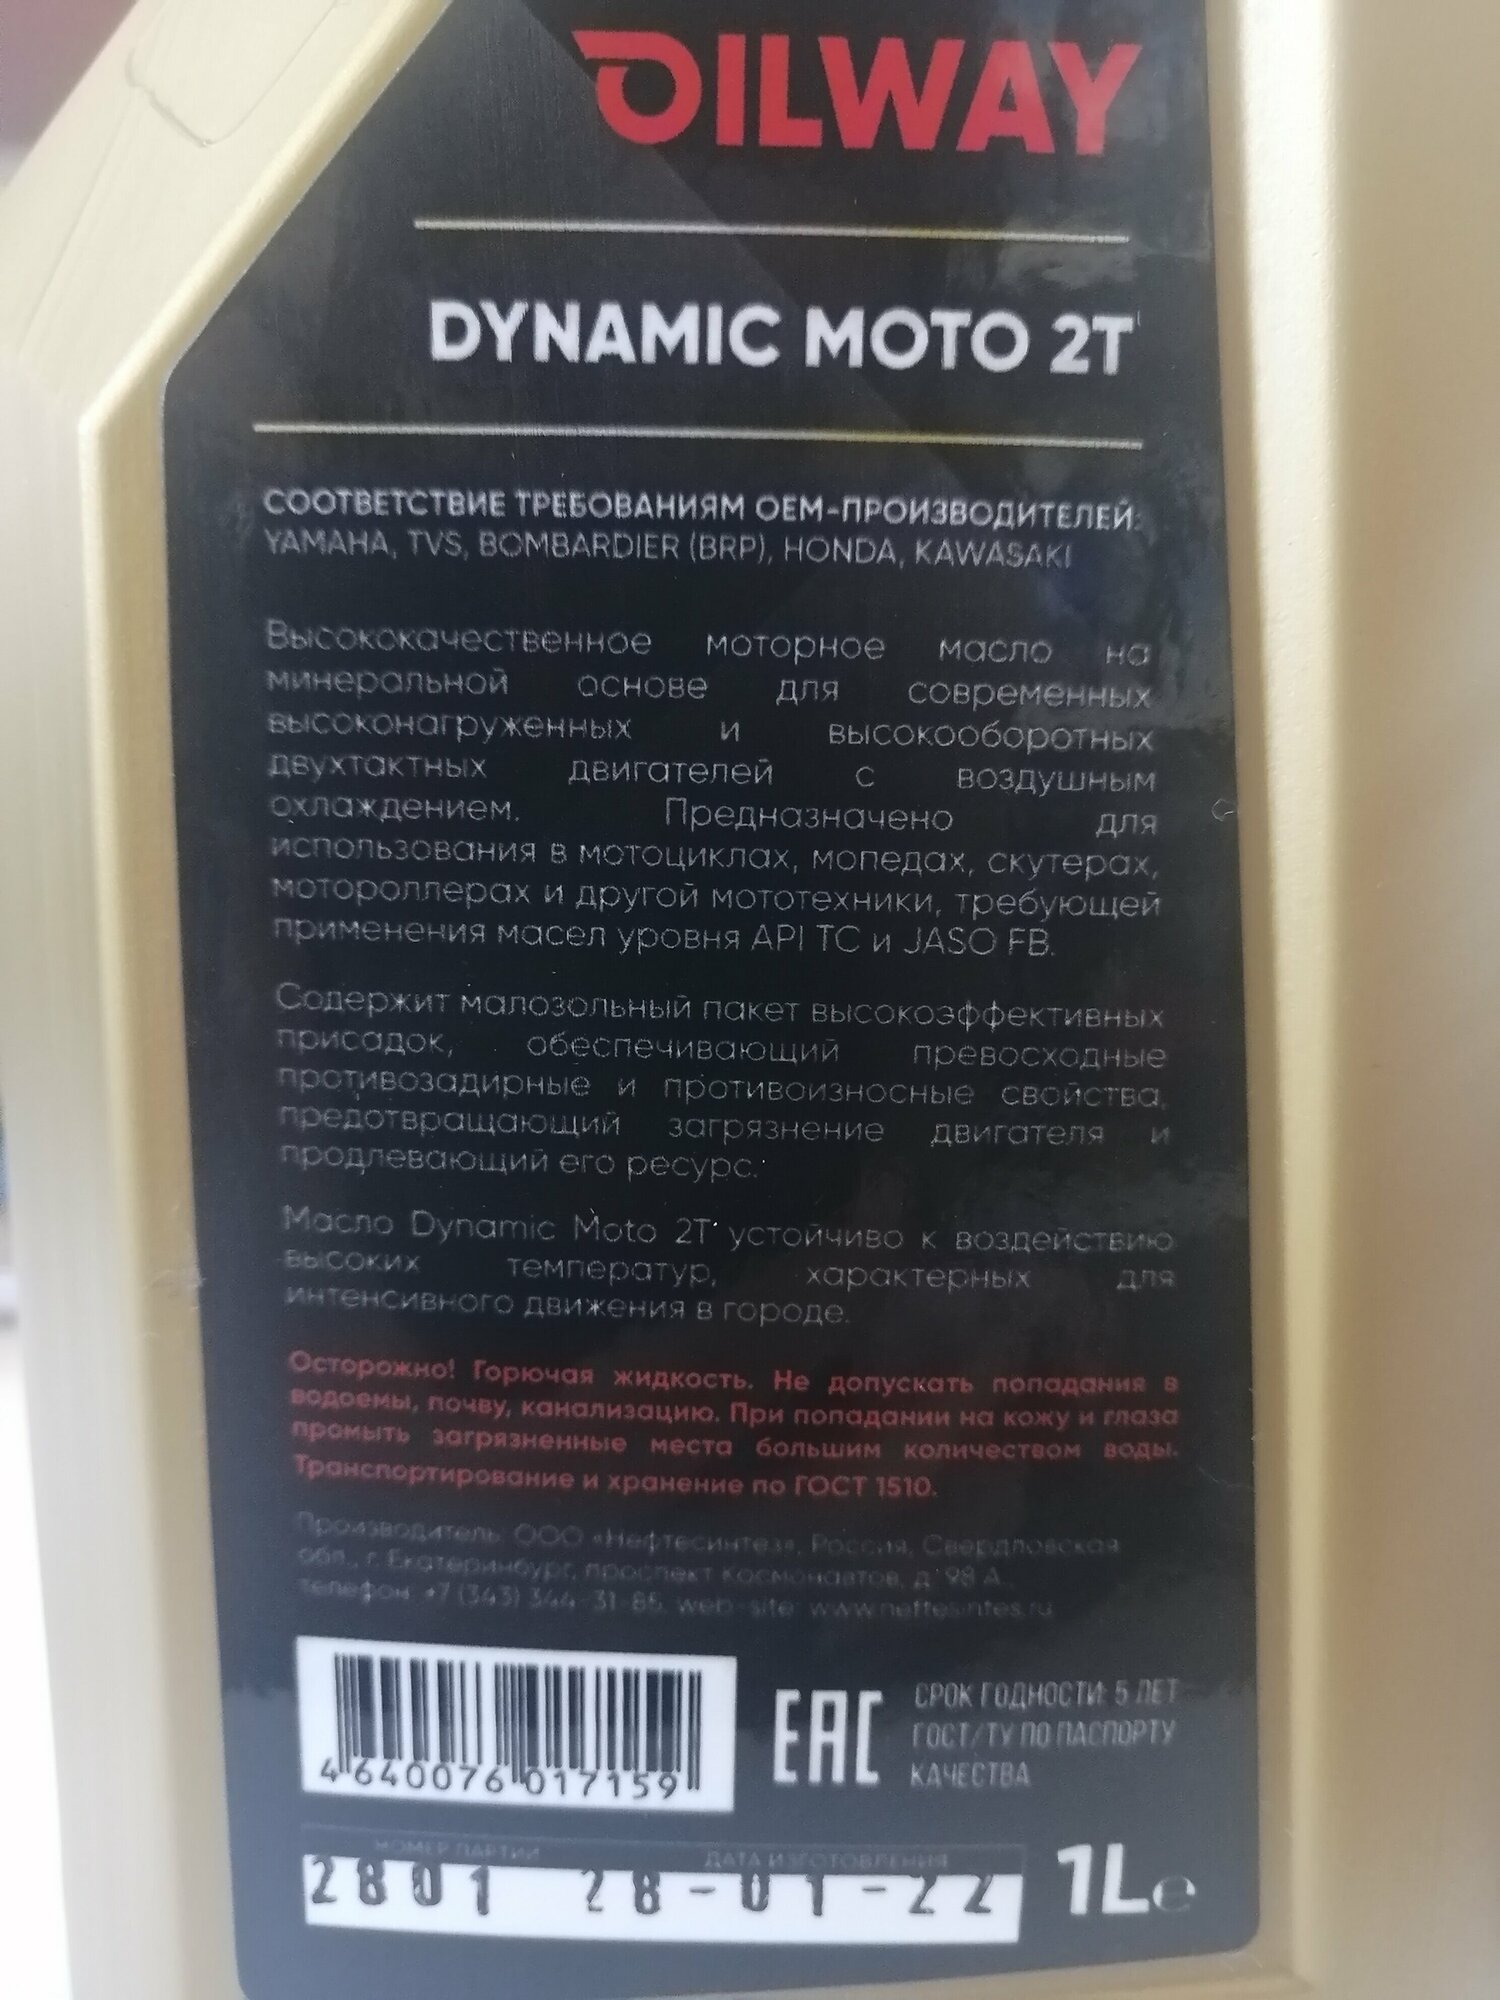 OILWAY
DYNAMIC MOTO 2T
СООТВЕТСТВИЕ ТРЕБОВАНИЯМ OEM-ПРОИЗВОДИТЕЛЕЙ:
YAMAHA, TVS, BOMBARDIER (BRP), HONDA, KAWASAKI
Высококачественное моторное масло на
минеральной основе для современных
высоконагруженных и высокооборотных
двухтактных двигателей с воздушным
охлаждением. Предназначено для
использования в мотоциклах, мопедах, скутерах,
мотороллерах и другой мототехники, требующей
применения масел уровня API TC и JASO FB.
Содержит малозольный пакет высокоэффективных
присадок, обеспечивающий превосходные
противозадирные и противоизносные свойства,
предотвращающий загрязнение двигателя и
продлевающий его ресурс.
Масло Dynamic Moto 2T устойчиво к воздействию
высоких температур, характерных для
интенсивного движения в городе.
Осторожно! Горючая жидкость. Не допускать попадания в
водоемы, почву, канализацию. При попадании на кожу и глаза
промыть загрязненные места большим количеством воды.
Транспортирование и хранение по ГОСТ 1510.
Производитель: ООО «Нефтесинтез», Россия, Свердловская
обл., г. Екатеринбург, проспект Космонавтов, д. 98 А.,
телефон: +7 (343) 344-31-85, web-site: www.neftesintes.ru
4 640076 017159
EAC
СРОК ГОДНОСТИ: 5 ЛЕТ
ГОСТ/ТУ ПО ПАСПОРТУ
КАЧЕСТВА
НОМЕР ПАРТИИ ДАТА ИЗГОТОВЛЕНИЯ
2801 28-01-22
1L e